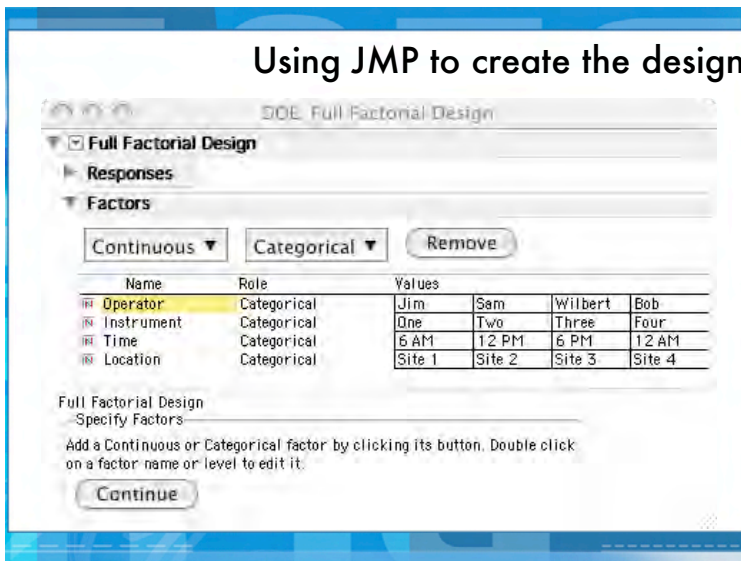 Using JMP to create the design
DOE: Full Factorial Design
Full Factorial Design
Responses
Factors
Continuous Categorical Remove
Name Role Values
Operator Categorical Jim Sam Wilbert Bob
Instrument Categorical One Two Three Four
Time Categorical 6 AM 12 PM 6 PM 12 AM
Location Categorical Site 1 Site 2 Site 3 Site 4
Full Factorial Design
Specify Factors
Add a Continuous or Categorical factor by clicking its button. Double click
on a factor name or level to edit it.
Continue